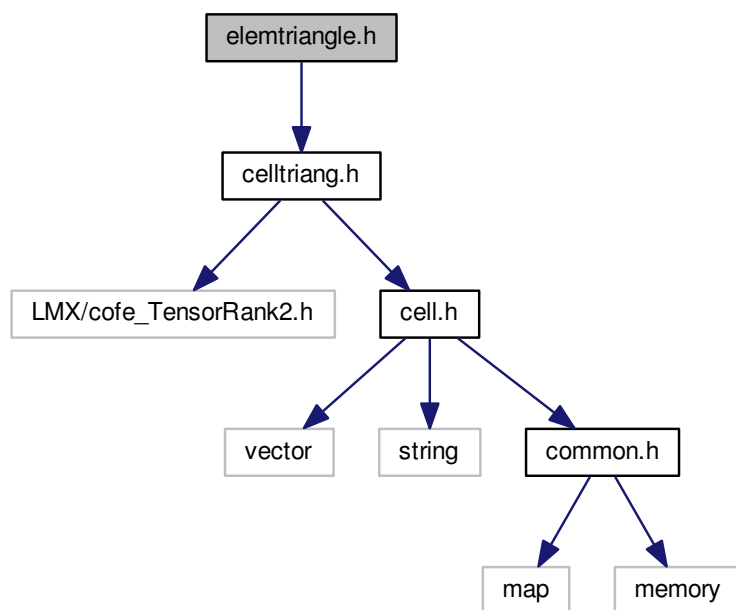 elemtriangle.h
celltriang.h
LMX/cofe_TensorRank2.h
cell.h
vector
string
common.h
map
memory